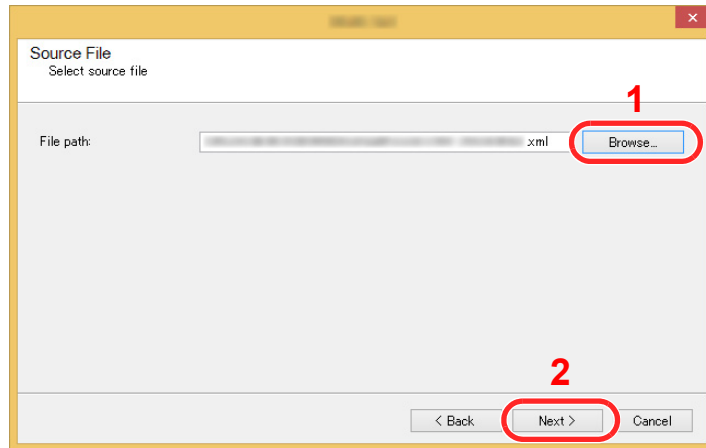 Source File
Select source file
1
File path:
.xml
Browse...
2
< Back
Next >
Cancel